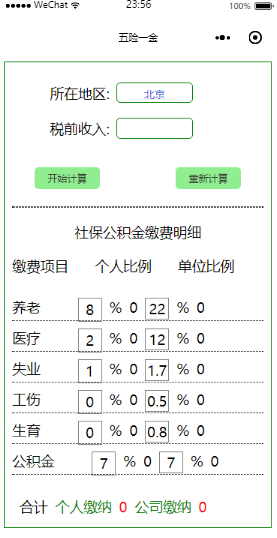 WeChat 23:56 100%
五险一金
所在地区: 北京
税前收入:
开始计算 重新计算
社保公积金缴费明细
缴费项目 个人比例 单位比例
养老 8 % 0 22 % 0
医疗 2 % 0 12 % 0
失业 1 % 0 1.7 % 0
工伤 0 % 0 0.5 % 0
生育 0 % 0 0.8 % 0
公积金 7 % 0 7 % 0
合计 个人缴纳 0 公司缴纳 0